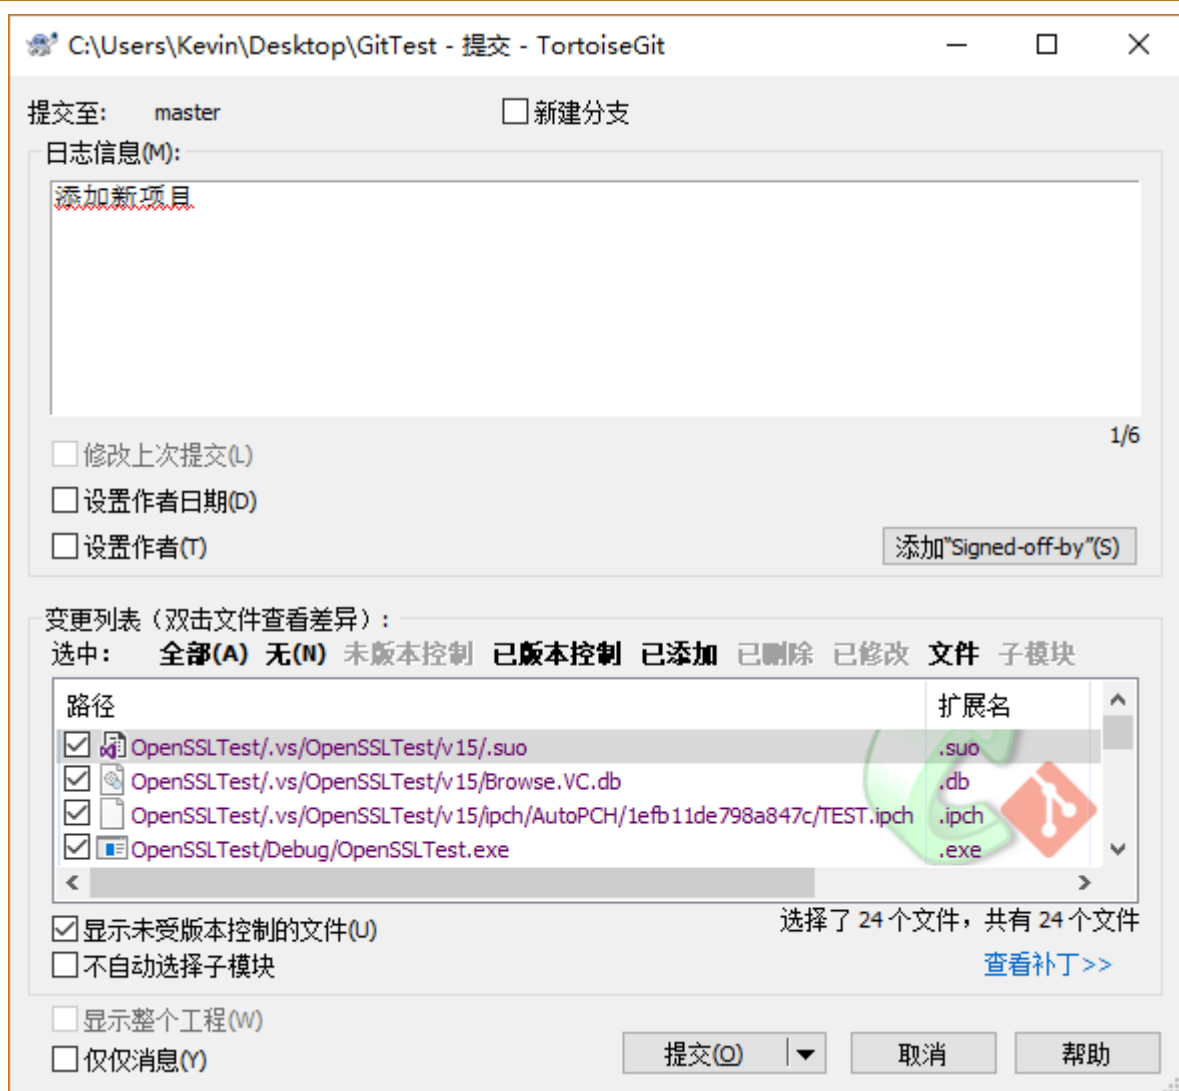 C:\Users\Kevin\Desktop\GitTest - 提交 - TortoiseGit
提交至: master 新建分支
日志信息(M):
添加新项目
1/6
修改上次提交(L)
设置作者日期(D)
设置作者(T) 添加"Signed-off-by"(S)
变更列表（双击文件查看差异）:
选中: 全部(A) 无(N) 未版本控制 已版本控制 已添加 已删除 已修改 文件 子模块
路径 扩展名
OpenSSLTest/.vs/OpenSSLTest/v15/.suo .suo
OpenSSLTest/.vs/OpenSSLTest/v15/Browse.VC.db .db
OpenSSLTest/.vs/OpenSSLTest/v15/ipch/AutoPCH/1efb11de798a847c/TEST.ipch .ipch
OpenSSLTest/Debug/OpenSSLTest.exe .exe
显示未受版本控制的文件(U) 选择了 24 个文件，共有 24 个文件
不自动选择子模块 查看补丁>>
显示整个工程(W)
仅仅消息(Y) 提交(O) 取消 帮助